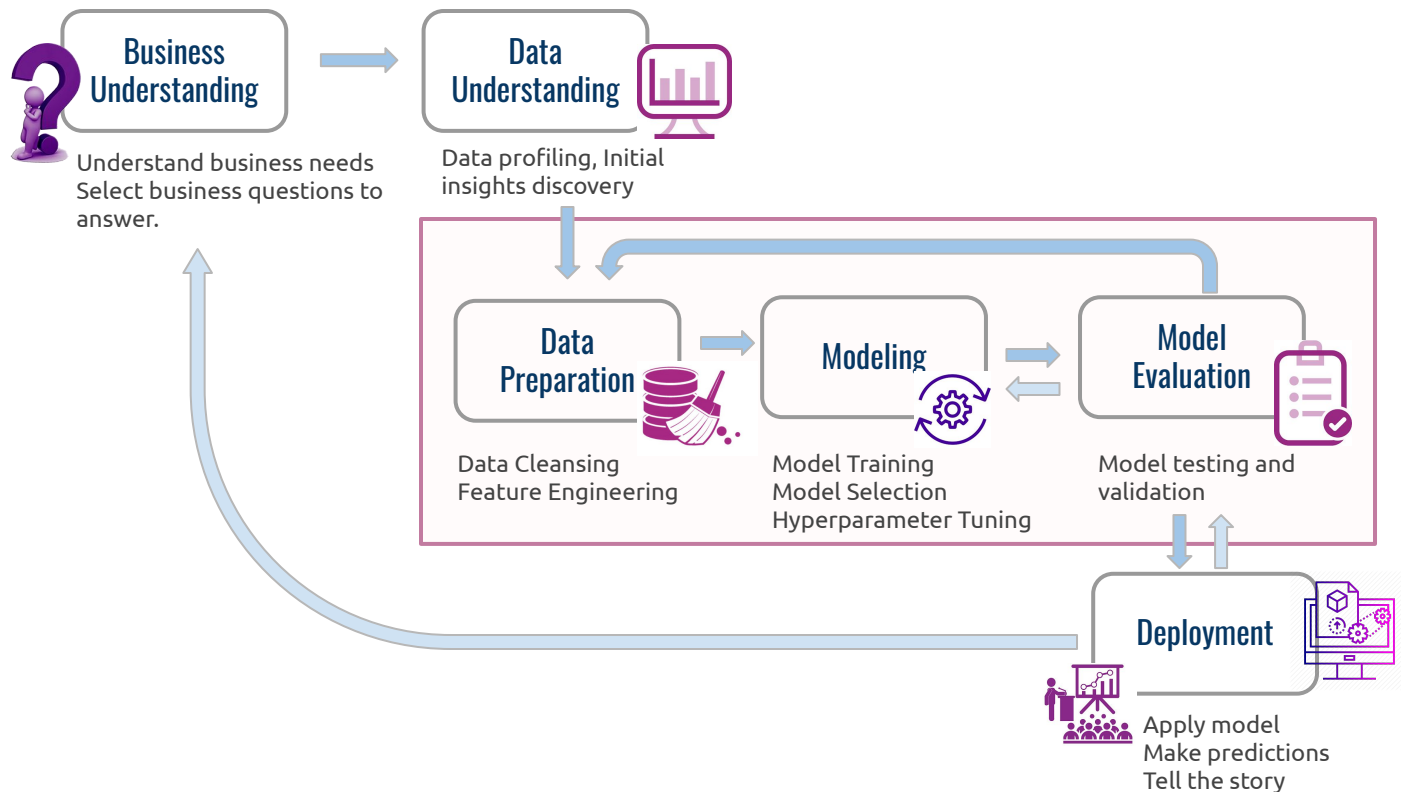 Business
Understanding
Understand business needs
Select business questions to
answer.
Data
Understanding
Data profiling, Initial
insights discovery
Data
Preparation
Data Cleansing
Feature Engineering
Modeling
Model Training
Model Selection
Hyperparameter Tuning
Model
Evaluation
Model testing and
validation
Deployment
Apply model
Make predictions
Tell the story